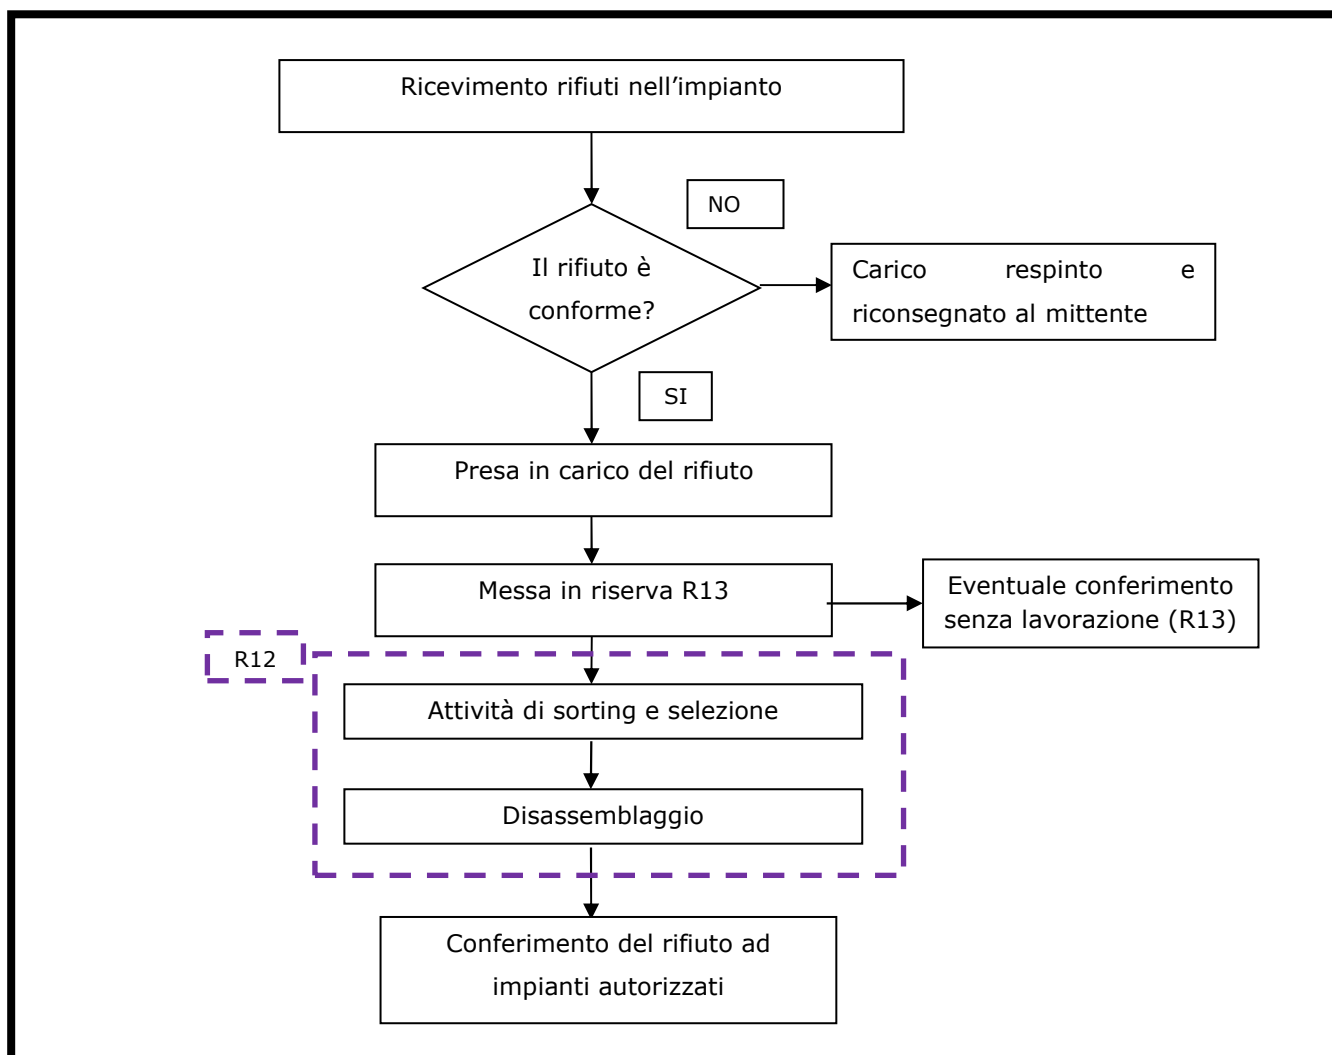 Ricevimento rifiuti nell’impianto
NO
Il rifiuto è
conforme?
Carico respinto e
riconsegnato al mittente
SI
Presa in carico del rifiuto
Messa in riserva R13
Eventuale conferimento
senza lavorazione (R13)
R12
Attività di sorting e selezione
Disassemblaggio
Conferimento del rifiuto ad
impianti autorizzati